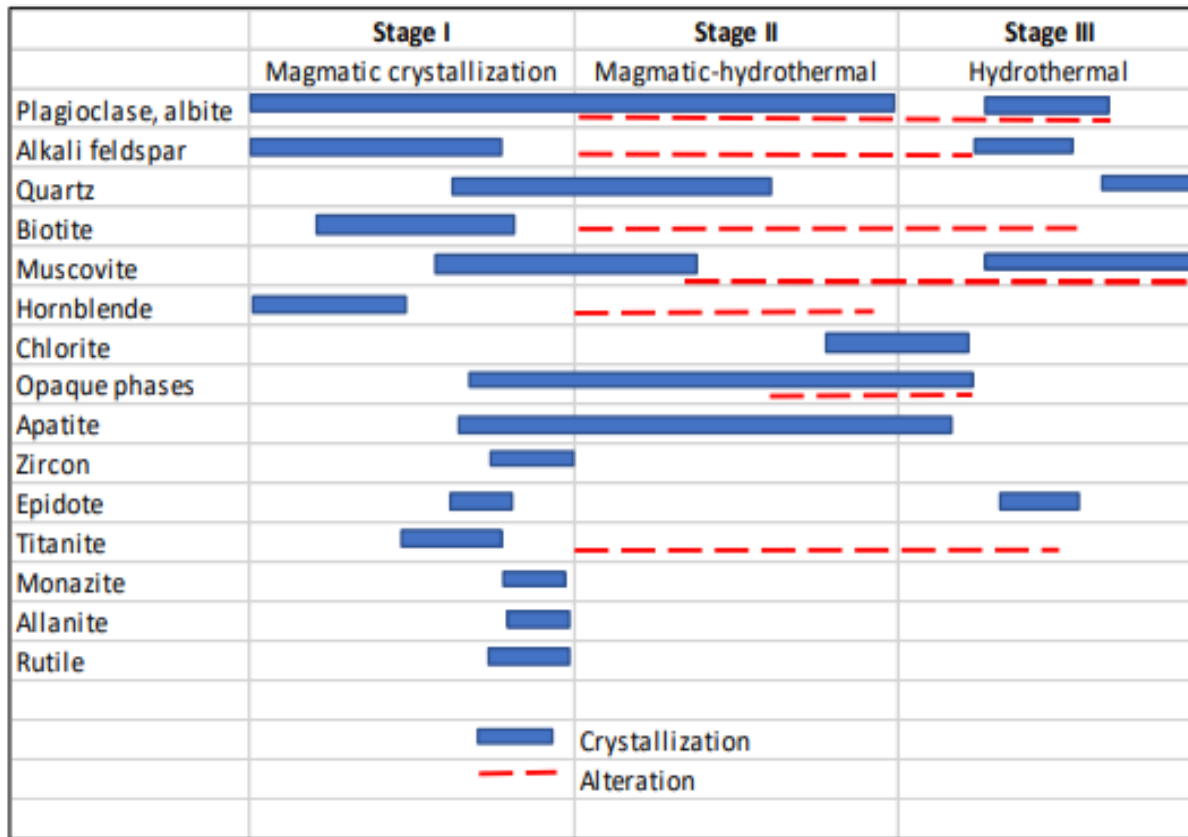 Stage I Stage II Stage III
Magmatic crystallization Magmatic-hydrothermal Hydrothermal
Plagioclase, albite
Alkali feldspar
Quartz
Biotite
Muscovite
Hornblende
Chlorite
Opaque phases
Apatite
Zircon
Epidote
Titanite
Monazite
Allanite
Rutile
Crystallization
Alteration